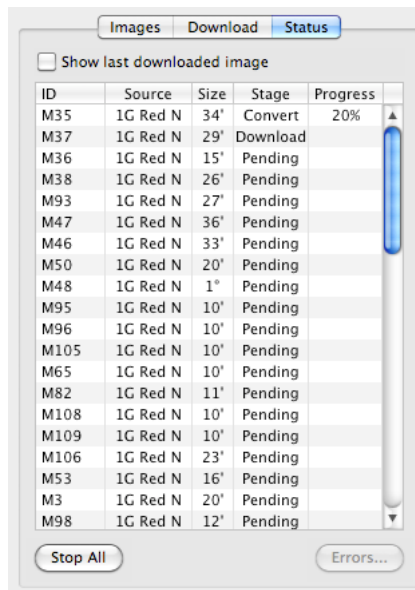 Images Download Status
Show last downloaded image
ID Source Size Stage Progress
M35 1G Red N 34' Convert 20%
M37 1G Red N 29' Download
M36 1G Red N 15' Pending
M38 1G Red N 26' Pending
M93 1G Red N 27' Pending
M47 1G Red N 36' Pending
M46 1G Red N 33' Pending
M50 1G Red N 20' Pending
M48 1G Red N 1° Pending
M95 1G Red N 10' Pending
M96 1G Red N 10' Pending
M105 1G Red N 10' Pending
M65 1G Red N 10' Pending
M82 1G Red N 11' Pending
M108 1G Red N 10' Pending
M109 1G Red N 10' Pending
M106 1G Red N 23' Pending
M53 1G Red N 16' Pending
M3 1G Red N 20' Pending
M98 1G Red N 12' Pending
Stop All Errors...